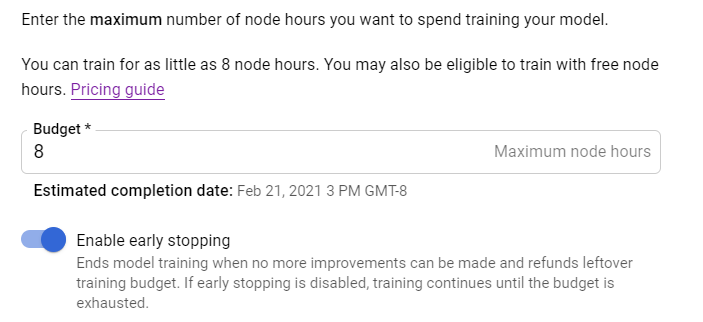 Enter the maximum number of node hours you want to spend training your model.
You can train for as little as 8 node hours. You may also be eligible to train with free node
hours. Pricing guide
Budget *
8 Maximum node hours
Estimated completion date: Feb 21, 2021 3 PM GMT-8
Enable early stopping
Ends model training when no more improvements can be made and refunds leftover
training budget. If early stopping is disabled, training continues until the budget is
exhausted.